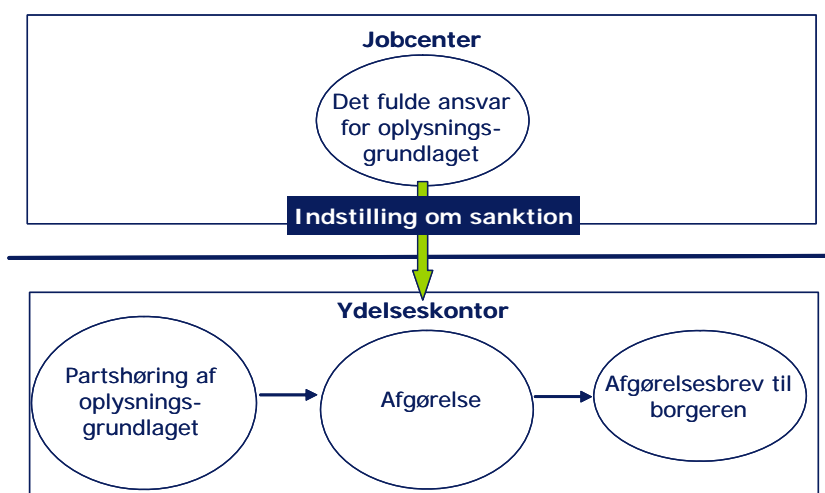 Jobcenter
Det fulde ansvar
for oplysnings-
grundlaget
Indstilling om sanktion
Ydelseskontor
Partshøring af
oplysnings-
grundlaget
Afgørelse
Afgørelsesbrev til
borgeren